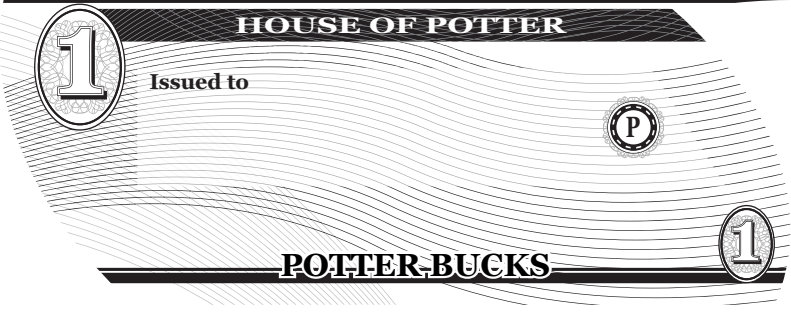 HOUSE OF POTTER
1
Issued to
P
1
POTTER BUCKS